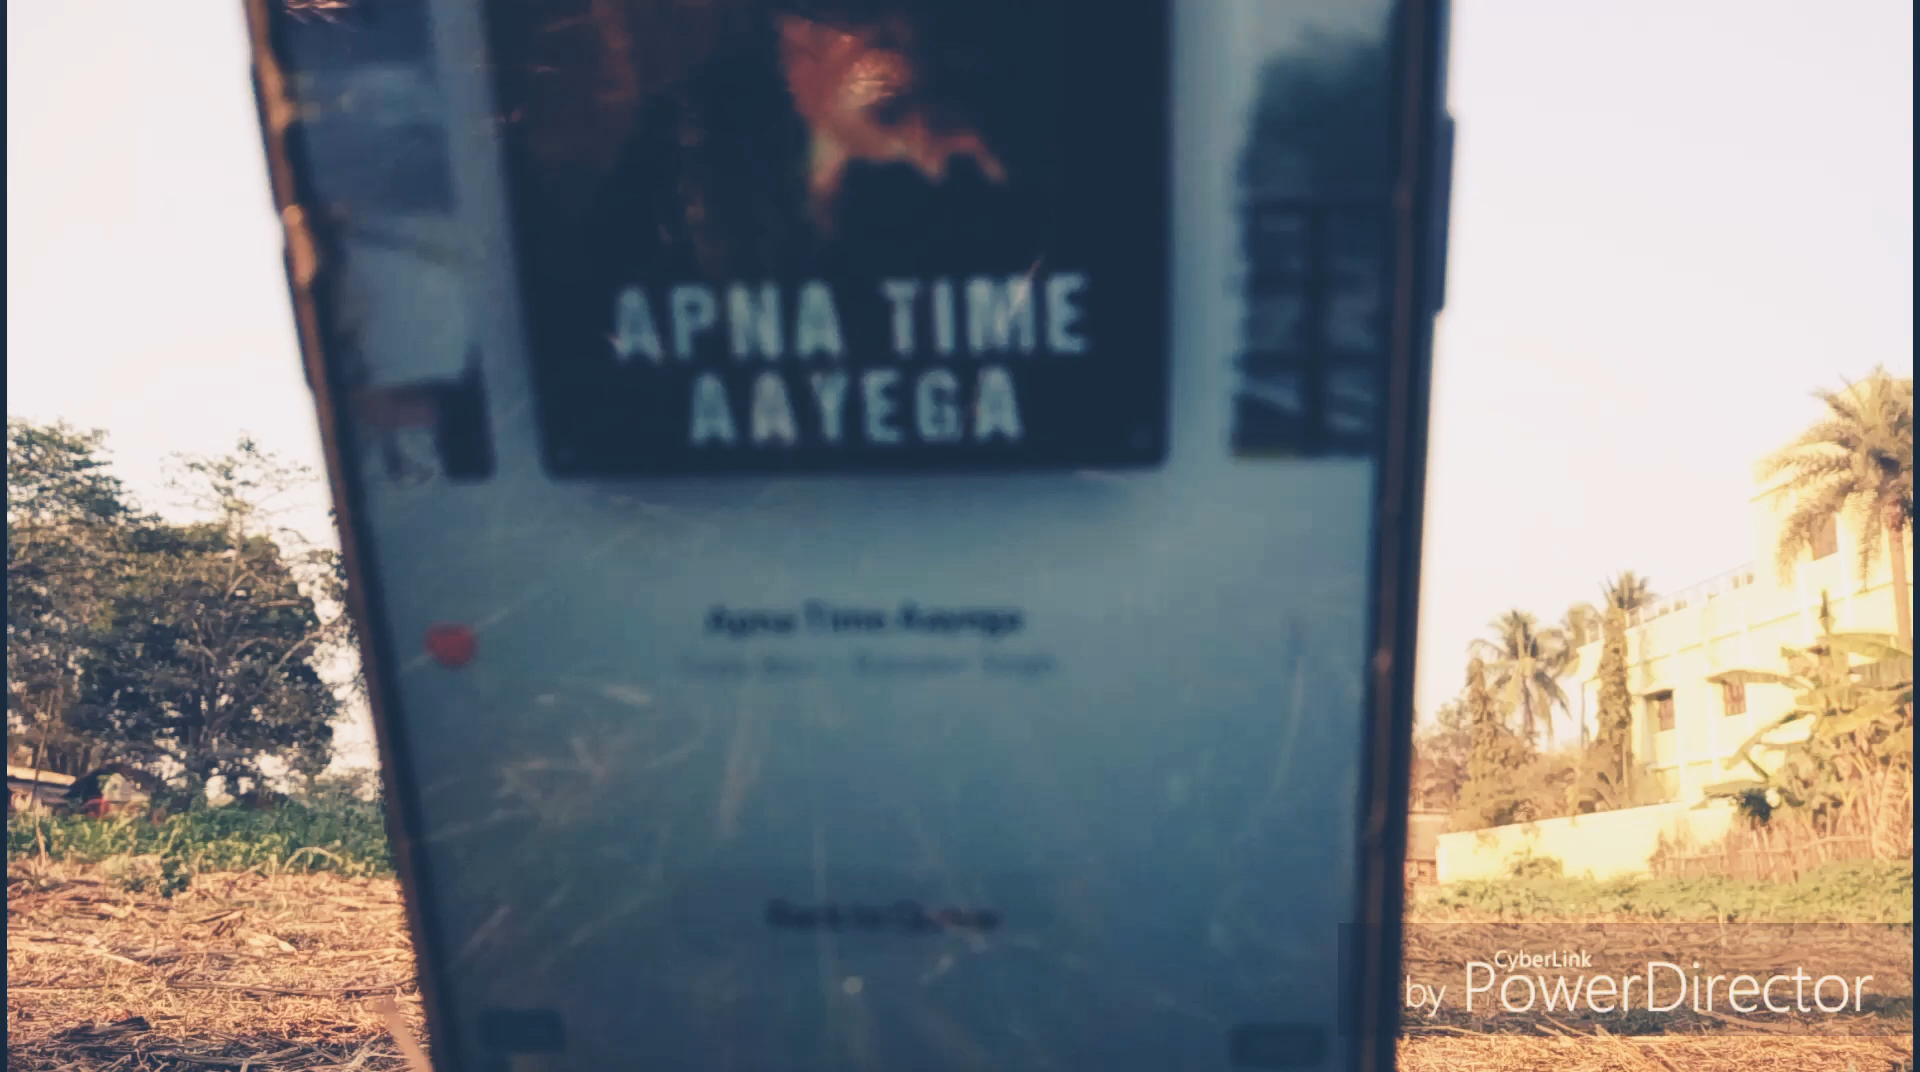 APNA TIME
AAYEGA
Apna Time Aayega
CyberLink
by PowerDirector